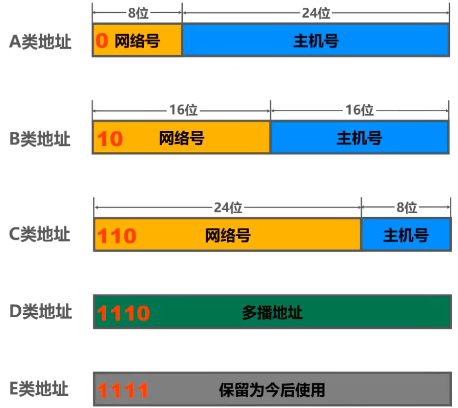 8位 24位
A类地址 0 网络号 主机号
16位 16位
B类地址 10 网络号 主机号
24位 8位
C类地址 110 网络号 主机号
D类地址 1110 多播地址
E类地址 1111 保留为今后使用